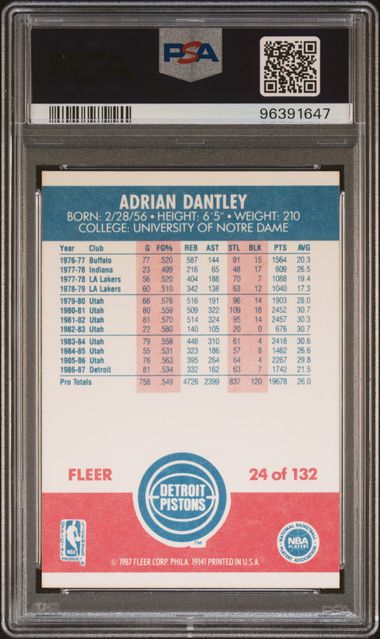 PSA
96391647
ADRIAN DANTLEY
BORN: 2/28/56 • HEIGHT: 6'5" • WEIGHT: 210
COLLEGE: UNIVERSITY OF NOTRE DAME
Year Club G FG% REB AST STL BLK PTS AVG
1976-77 Buffalo 77 .520 587 144 91 15 1564 20.3
1977-78 Indiana 23 .499 216 65 48 17 609 26.5
1977-78 LA Lakers 56 .520 404 188 70 7 1088 19.4
1978-79 LA Lakers 60 .510 342 138 63 12 1040 17.3
1979-80 Utah 68 .576 516 191 96 14 1903 28.0
1980-81 Utah 80 .559 509 322 109 18 2452 30.7
1981-82 Utah 81 .570 514 324 95 14 2457 30.3
1982-83 Utah 22 .580 140 105 20 0 676 30.7
1983-84 Utah 79 .558 448 310 61 4 2418 30.6
1984-85 Utah 55 .531 323 186 57 8 1462 26.6
1985-86 Utah 76 .563 395 264 64 4 2267 29.8
1986-87 Detroit 81 .534 332 162 63 7 1742 21.5
Pro Totals 758 .549 4726 2399 837 120 19678 26.0
FLEER
24 of 132
DETROIT
PISTONS
TM
NBA
NATIONAL BASKETBALL
NBA
PLAYERS
ASSOCIATION
© 1987 FLEER CORP. PHILA. 19141 PRINTED IN U.S.A.